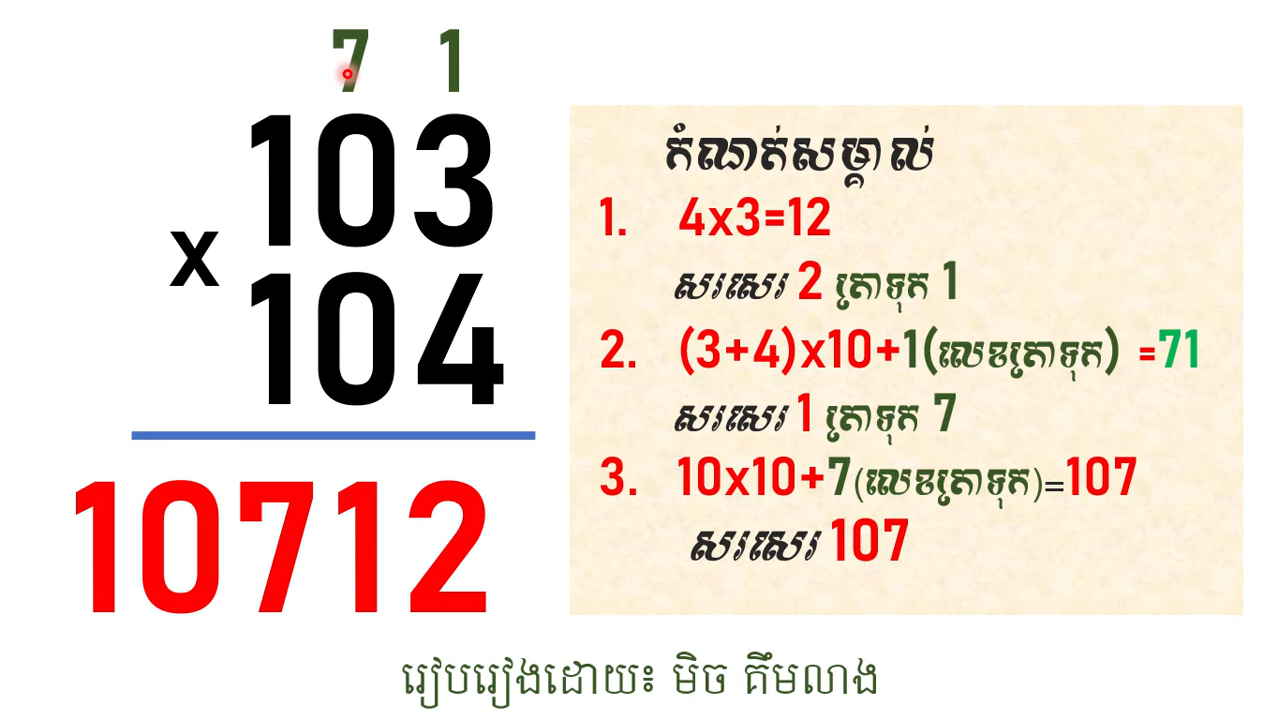 7 1
103
x
104
10712
កំណត់សម្គាល់
1. 4x3=12
សរសេរ 2 ត្រាទុក 1
2. (3+4)x10+1(លេខត្រាទុក) =71
សរសេរ 1 ត្រាទុក 7
3. 10x10+7(លេខត្រាទុក)=107
សរសេរ 107
រៀបរៀងដោយ៖ មិច គឹមលាង